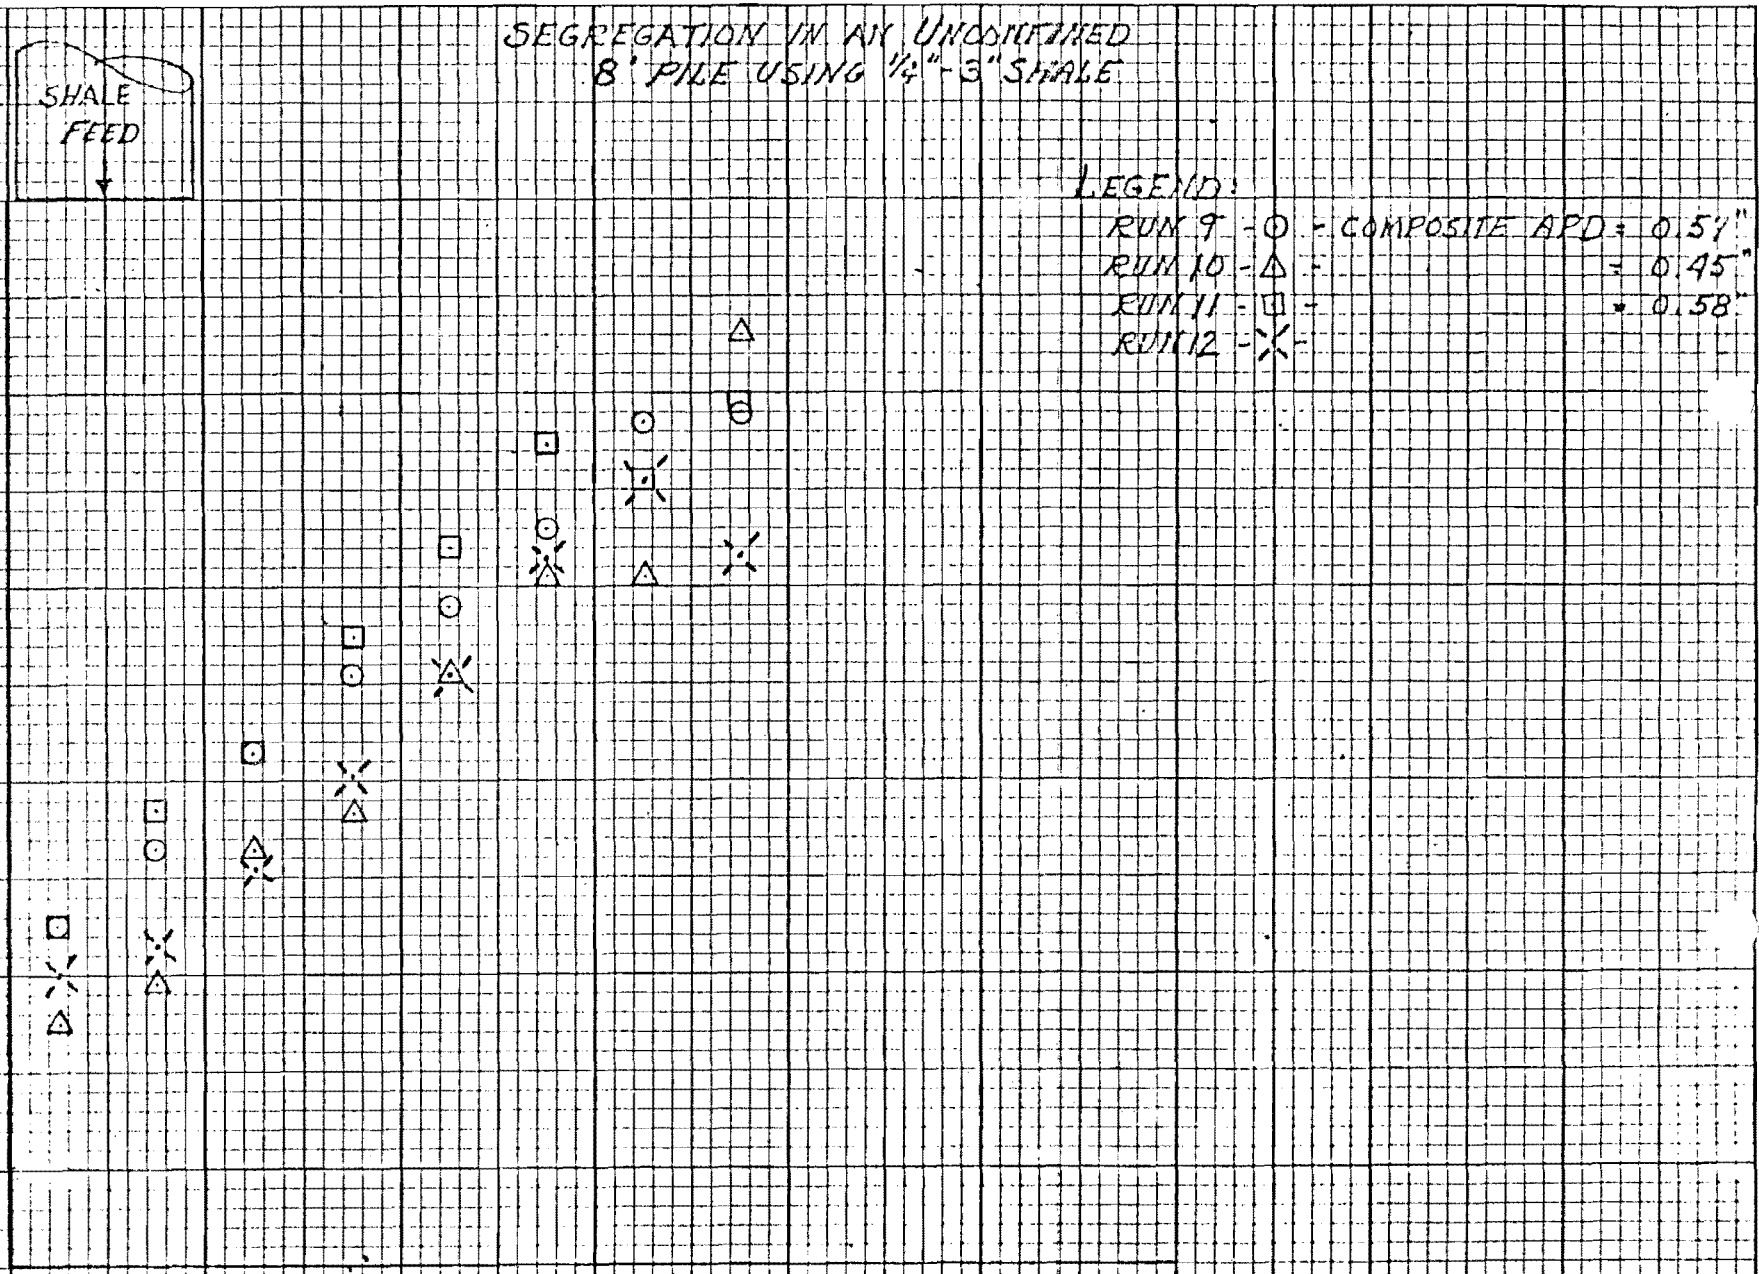 SEGREGATION IN AN UNCONFINED
8' PILE USING 1/4" - 3" SHALE
SHALE
FEED
LEGEND:
RUN 9 - ⊙ - COMPOSITE APD = 0.57"
RUN 10 - △ - = 0.45"
RUN 11 - □ - = 0.58"
RUN 12 - -